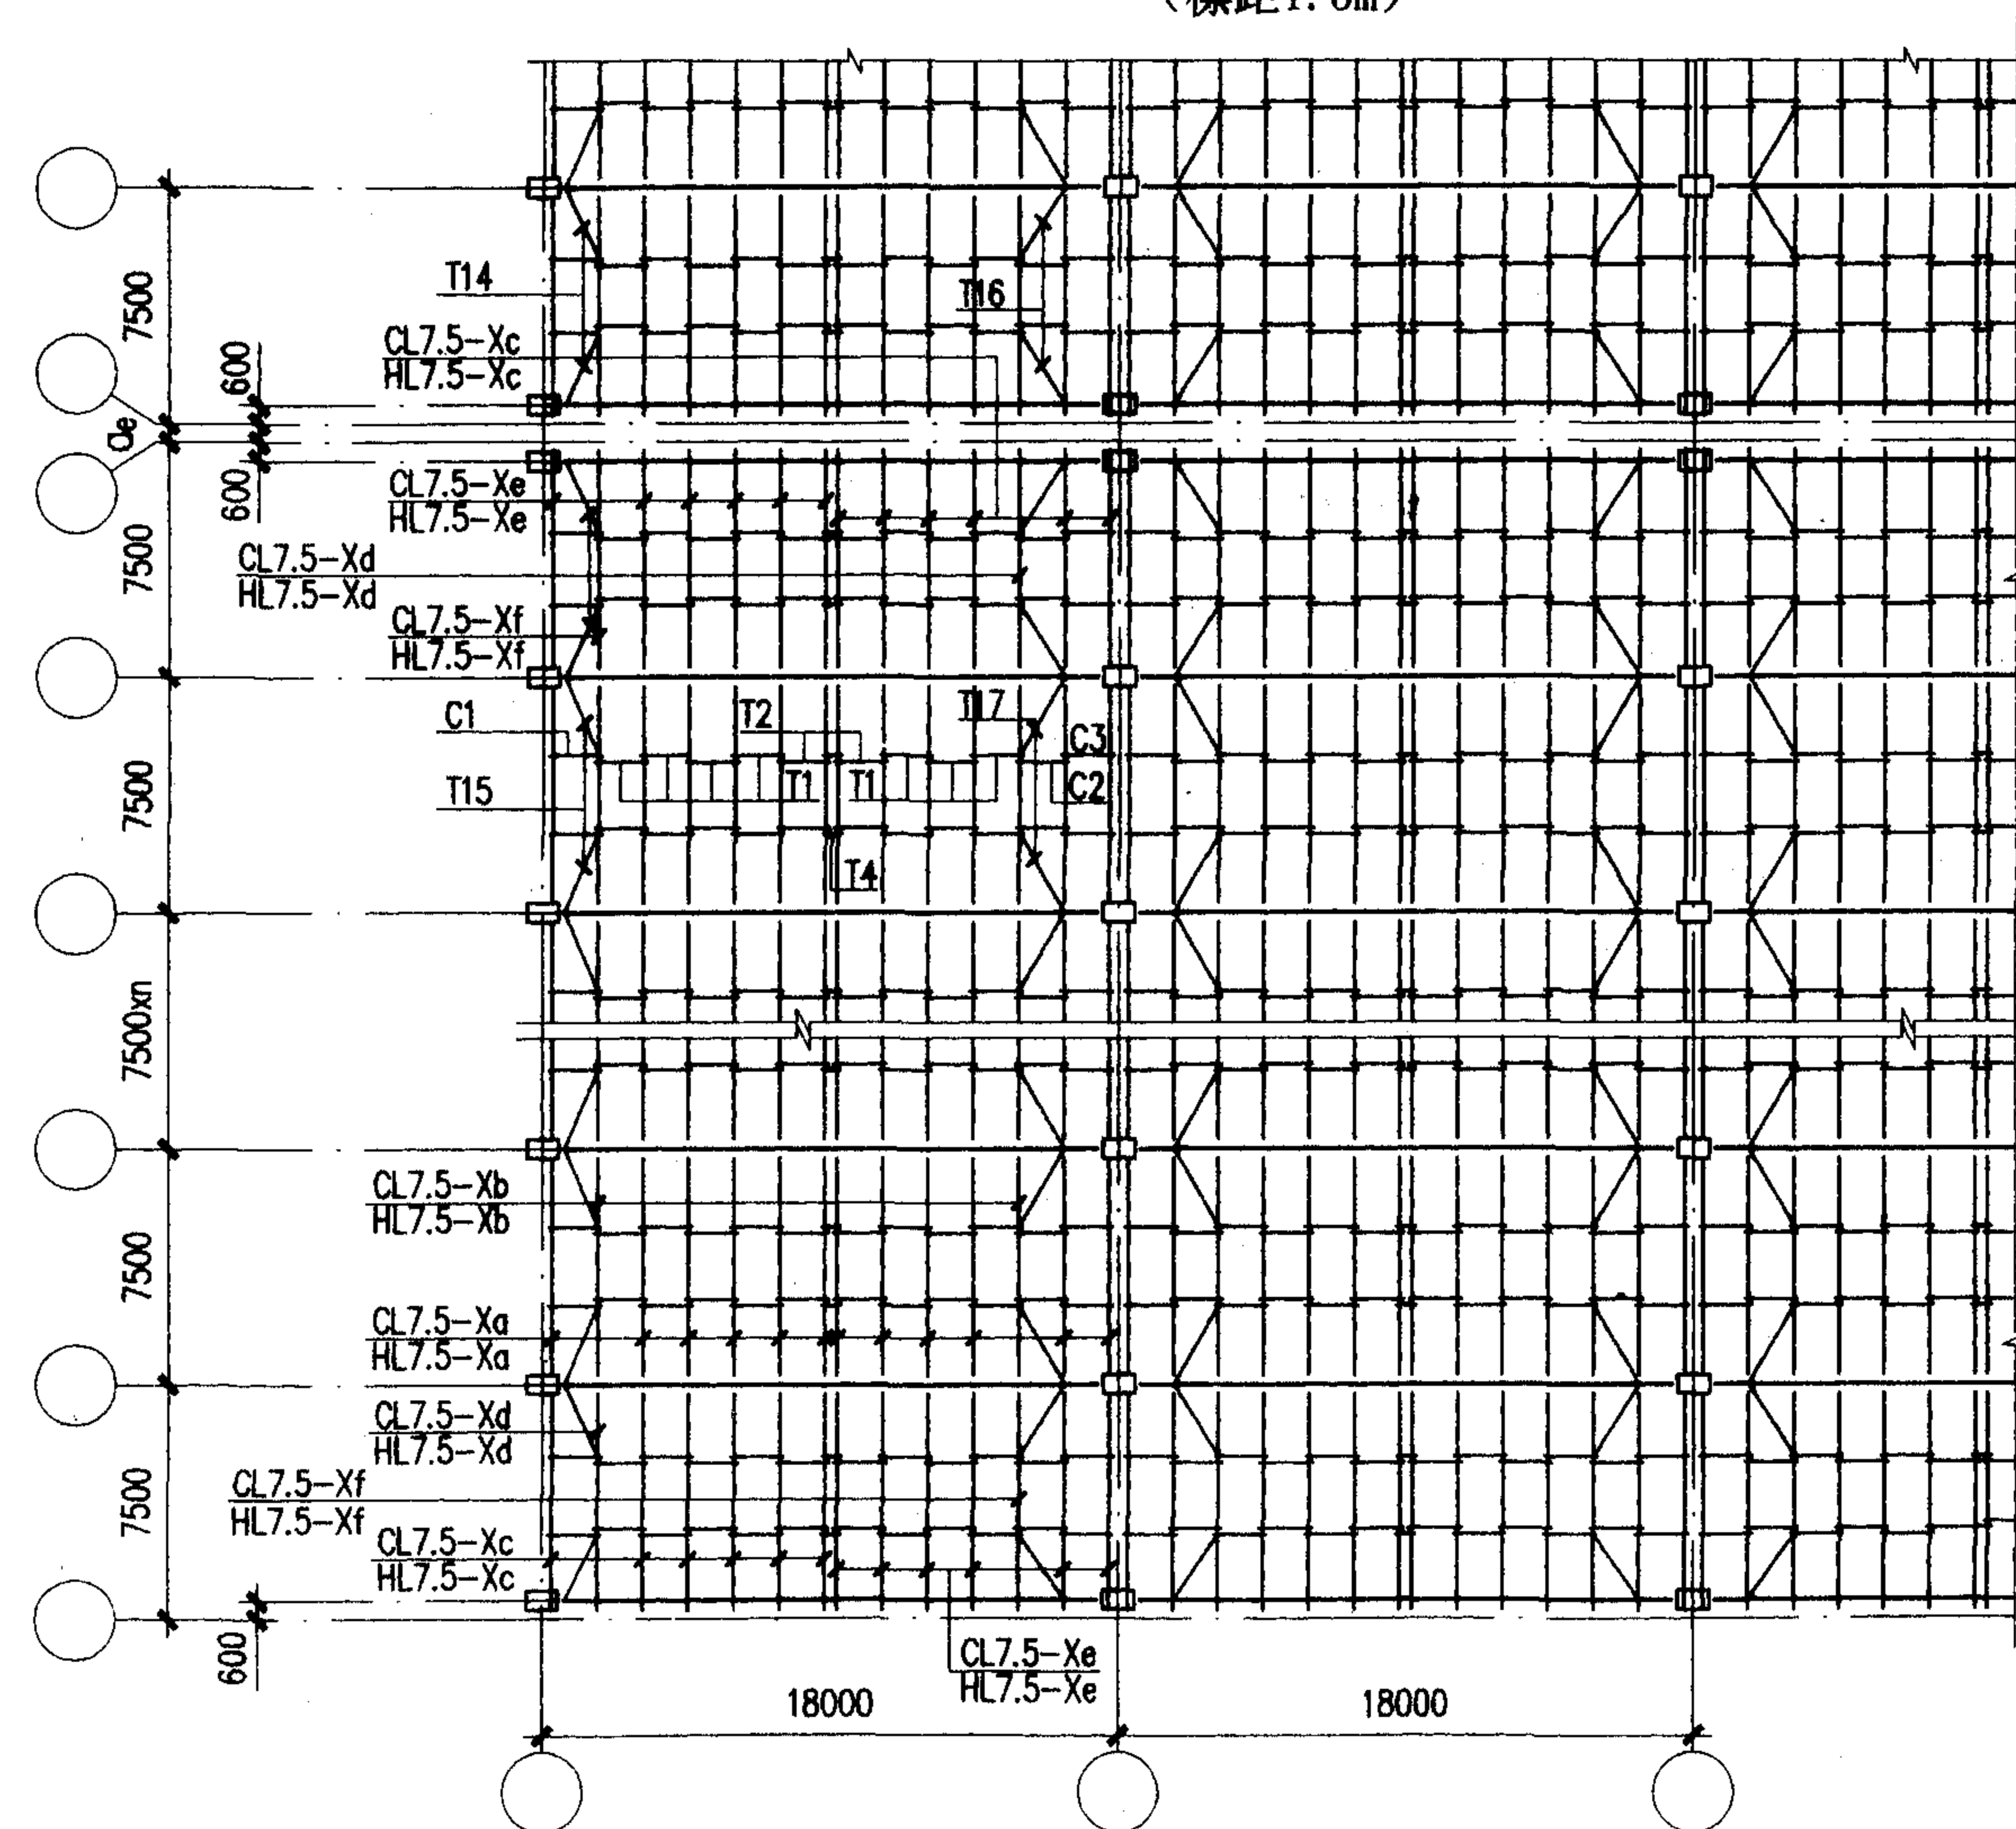 7500
T14
T16
CL7.5-Xc
HL7.5-Xc
600
ae
600
CL7.5-Xe
HL7.5-Xe
7500
CL7.5-Xd
HL7.5-Xd
CL7.5-Xf
HL7.5-Xf
C1
T2
T17
C3
7500
T15
T1
T1
C2
T4
7500xn
CL7.5-Xb
HL7.5-Xb
7500
CL7.5-Xa
HL7.5-Xa
CL7.5-Xd
HL7.5-Xd
7500
CL7.5-Xf
HL7.5-Xf
CL7.5-Xc
HL7.5-Xc
600
CL7.5-Xe
HL7.5-Xe
18000
18000